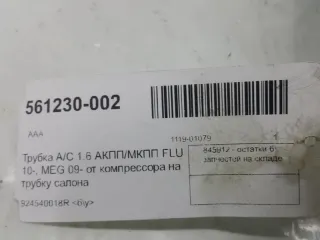 561230-002
AAA
1119-01079
Трубка A/C 1.6 АКПП/МКПП FLU
10-, MEG 09- от компрессора на
трубку салона
924540018R <б\у>
845912 - остатки б\
запчастей на складе